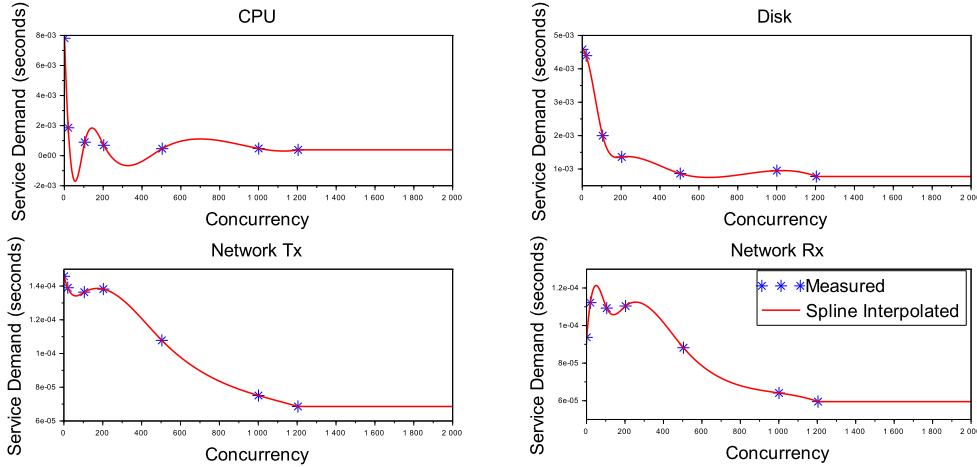 CPU
Service Demand (seconds)
8e-03
6e-03
4e-03
2e-03
0e00
-2e-03
0 200 400 600 800 1 000 1 200 1 400 1 600 1 800 2 000
Concurrency
Disk
Service Demand (seconds)
5e-03
4e-03
3e-03
2e-03
1e-03
0 200 400 600 800 1 000 1 200 1 400 1 600 1 800 2 000
Concurrency
Network Tx
Service Demand (seconds)
1.4e-04
1.2e-04
1e-04
8e-05
6e-05
0 200 400 600 800 1 000 1 200 1 400 1 600 1 800 2 000
Concurrency
Network Rx
Service Demand (seconds)
1.2e-04
1e-04
8e-05
6e-05
0 200 400 600 800 1 000 1 200 1 400 1 600 1 800 2 000
Concurrency
Measured
Spline Interpolated